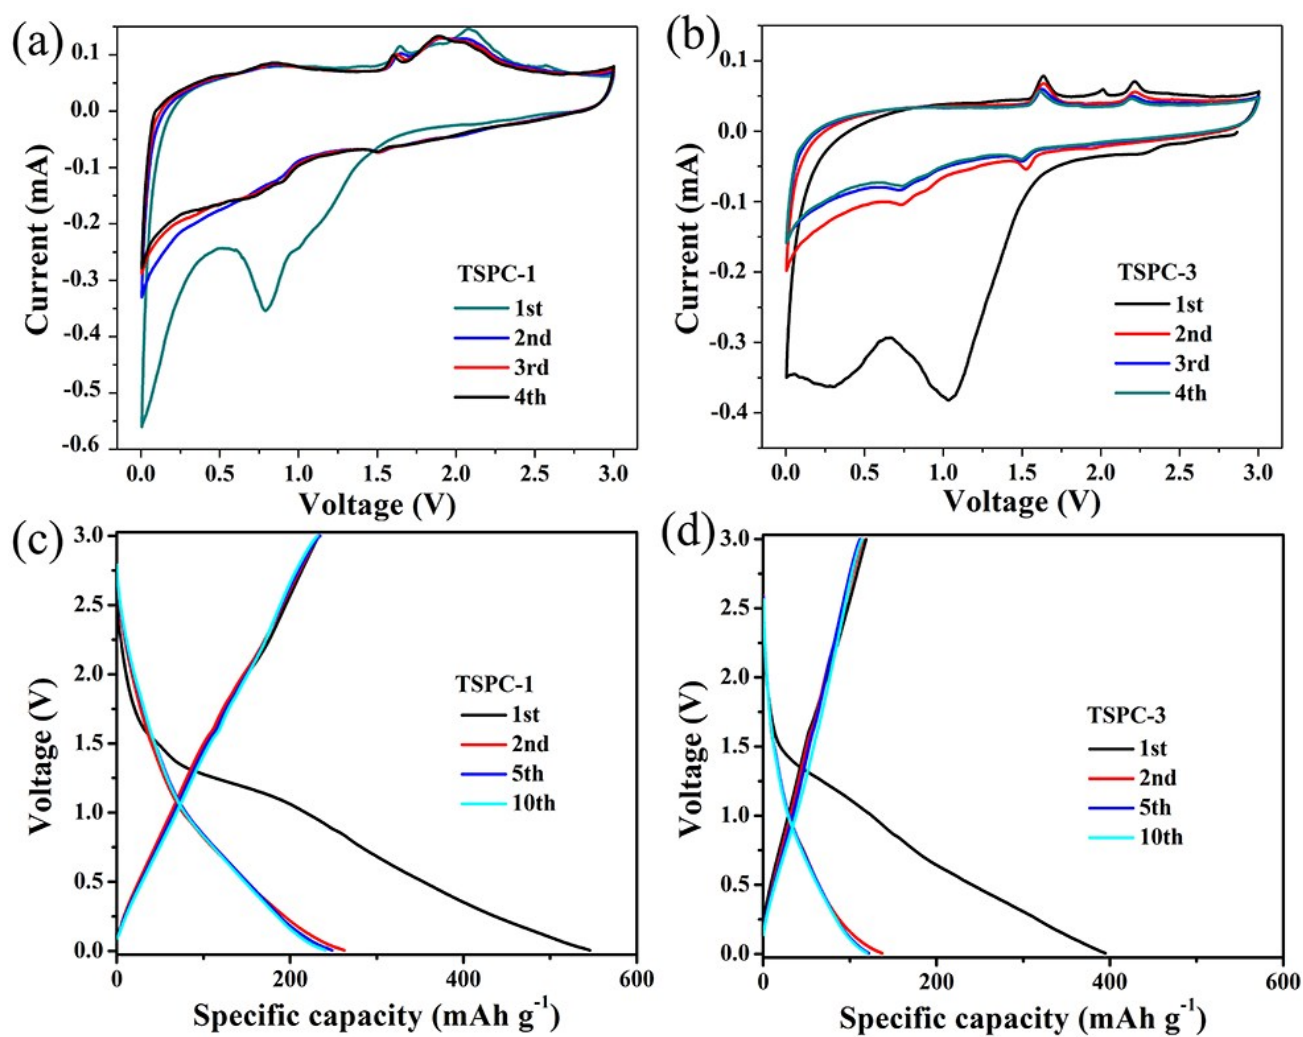 (a)
0.1
0.0
-0.1
-0.2
-0.3
-0.4
-0.5
-0.6
Current (mA)
TSPC-1
1st
2nd
3rd
4th
0.0 0.5 1.0 1.5 2.0 2.5 3.0
Voltage (V)
(b)
0.1
0.0
-0.1
-0.2
-0.3
-0.4
Current (mA)
TSPC-3
1st
2nd
3rd
4th
0.0 0.5 1.0 1.5 2.0 2.5 3.0
Voltage (V)
(c)
3.0
2.5
2.0
1.5
1.0
0.5
0.0
Voltage (V)
TSPC-1
1st
2nd
5th
10th
0 200 400 600
Specific capacity (mAh g⁻¹)
(d)
3.0
2.5
2.0
1.5
1.0
0.5
0.0
Voltage (V)
TSPC-3
1st
2nd
5th
10th
0 200 400 600
Specific capacity (mAh g⁻¹)